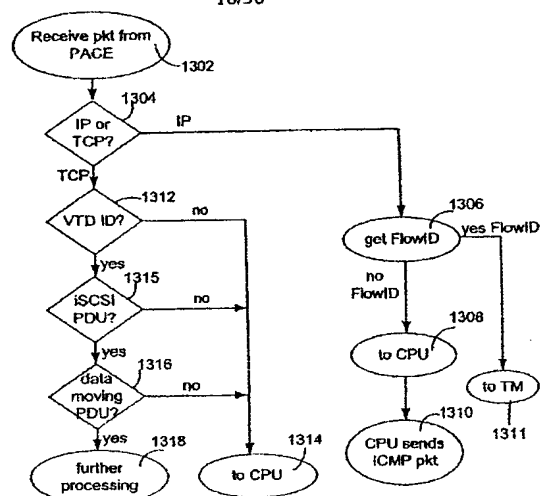 Receive pkt from
PACE
1302
1304
IP or
TCP?
IP
TCP
1312
VTD ID?
no
yes
1315
iSCSI
PDU?
no
yes
1316
data
moving
PDU?
no
yes
1318
further
processing
to CPU
1314
1306
get FlowID
yes FlowID
no
FlowID
1308
to CPU
to TM
1311
1310
CPU sends
ICMP pkt